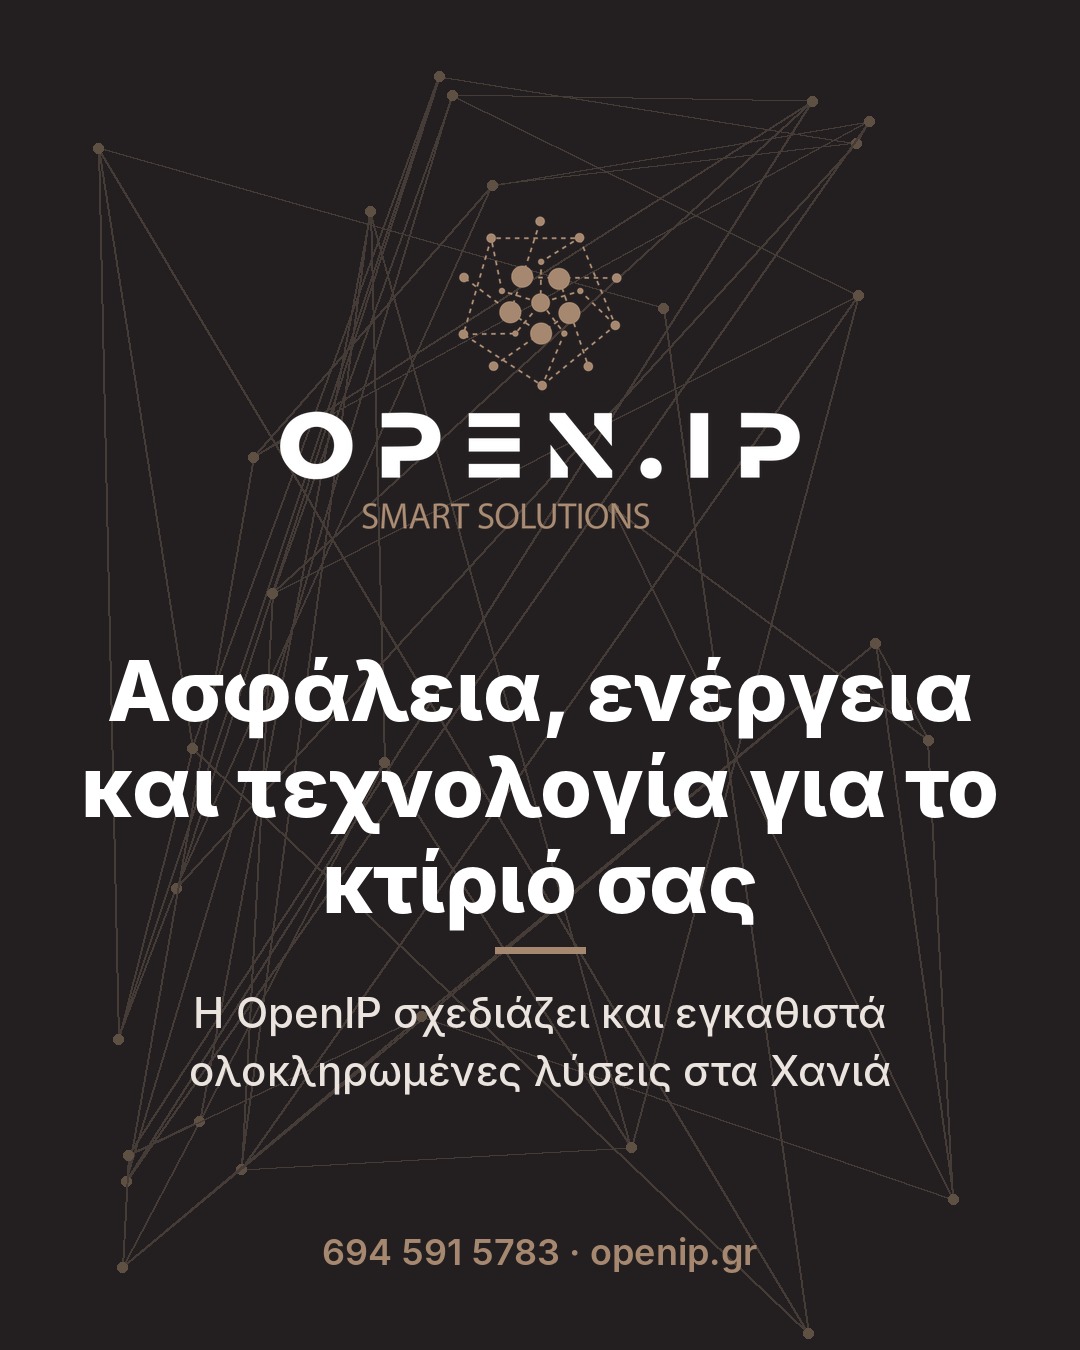 OPEN.IP
SMART SOLUTIONS
Ασφάλεια, ενέργεια
και τεχνολογία για το
κτίριό σας
Η OpenIP σχεδιάζει και εγκαθιστά
ολοκληρωμένες λύσεις στα Χανιά
694 591 5783 · openip.gr